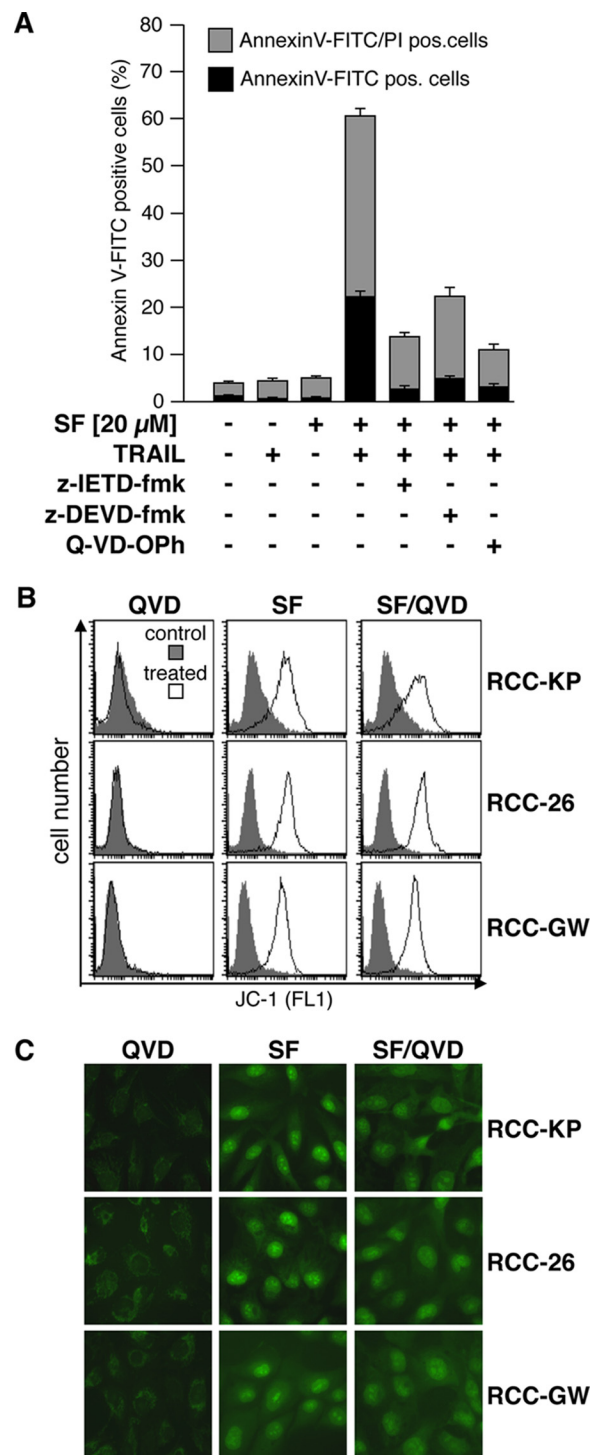 A
Annexin V-FITC positive cells (%)
80
70
60
50
40
30
20
10
0
AnnexinV-FITC/PI pos.cells
AnnexinV-FITC pos. cells
SF [20 µM] - - + + + + +
TRAIL - + - + + + +
z-IETD-fmk - - - - + - -
z-DEVD-fmk - - - - - + -
Q-VD-OPh - - - - - - +
B
QVD SF SF/QVD
control
treated
RCC-KP
RCC-26
RCC-GW
cell number
JC-1 (FL1)
C
QVD SF SF/QVD
RCC-KP
RCC-26
RCC-GW